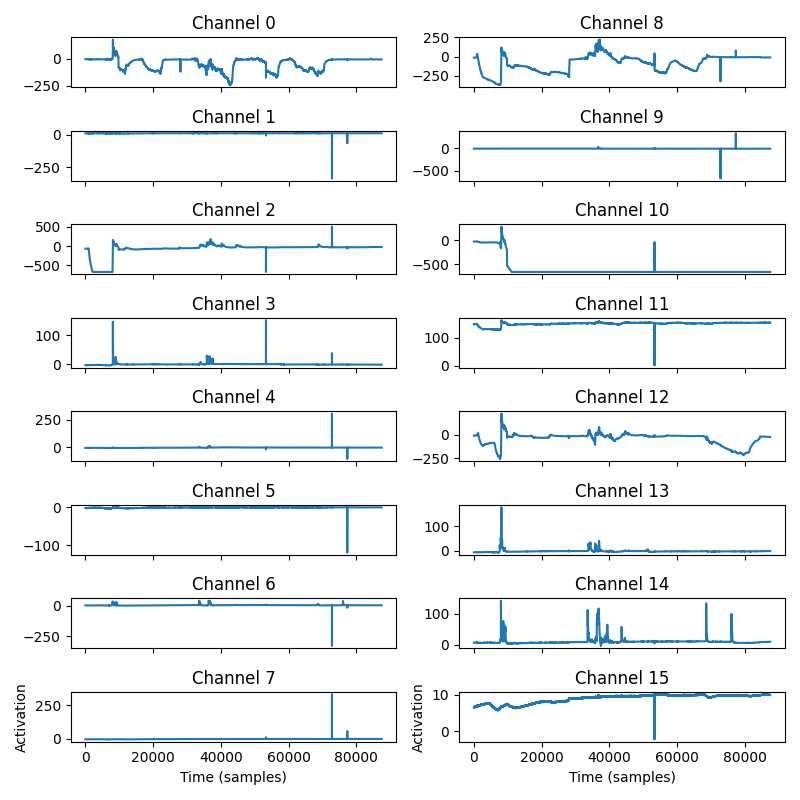 Channel 0
0
−250
Channel 1
0
−250
Channel 2
500
0
−500
Channel 3
100
0
Channel 4
250
0
Channel 5
0
−100
Channel 6
0
−250
Channel 7
250
0
0 20000 40000 60000 80000
Time (samples)
Activation
Channel 8
250
0
−250
Channel 9
0
−500
Channel 10
0
−500
Channel 11
100
0
Channel 12
0
−250
Channel 13
100
0
Channel 14
100
0
Channel 15
10
0
0 20000 40000 60000 80000
Time (samples)
Activation